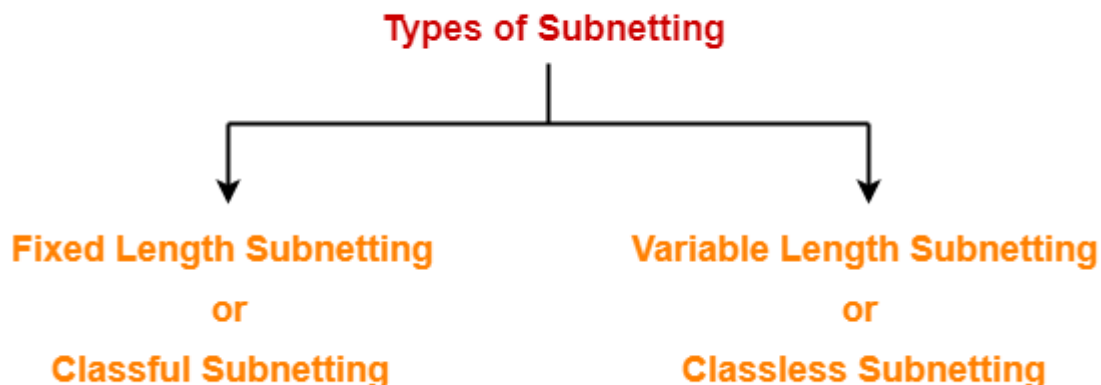 Types of Subnetting
Fixed Length Subnetting
or
Classful Subnetting
Variable Length Subnetting
or
Classless Subnetting